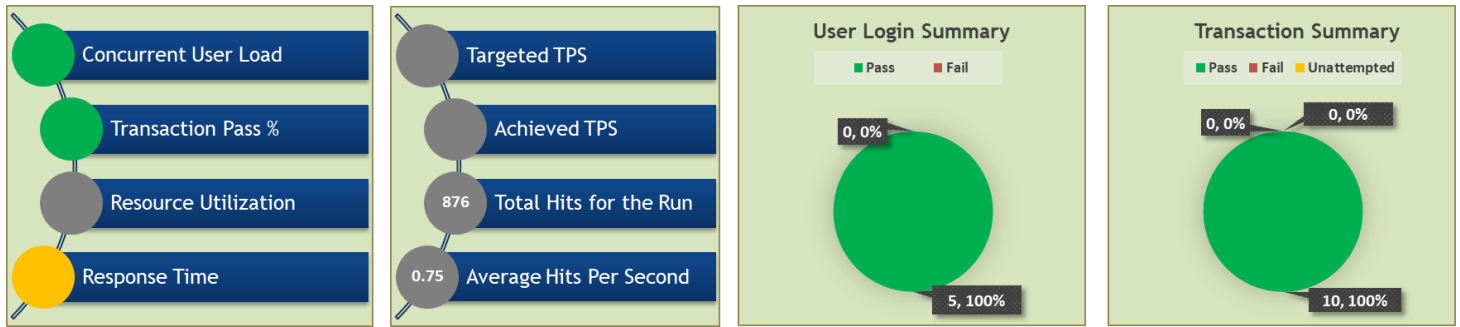 Concurrent User Load
Transaction Pass %
Resource Utilization
Response Time
Targeted TPS
Achieved TPS
876 Total Hits for the Run
0.75 Average Hits Per Second
User Login Summary
Pass Fail
0, 0%
5, 100%
Transaction Summary
Pass Fail Unattempted
0, 0% 0, 0%
10, 100%